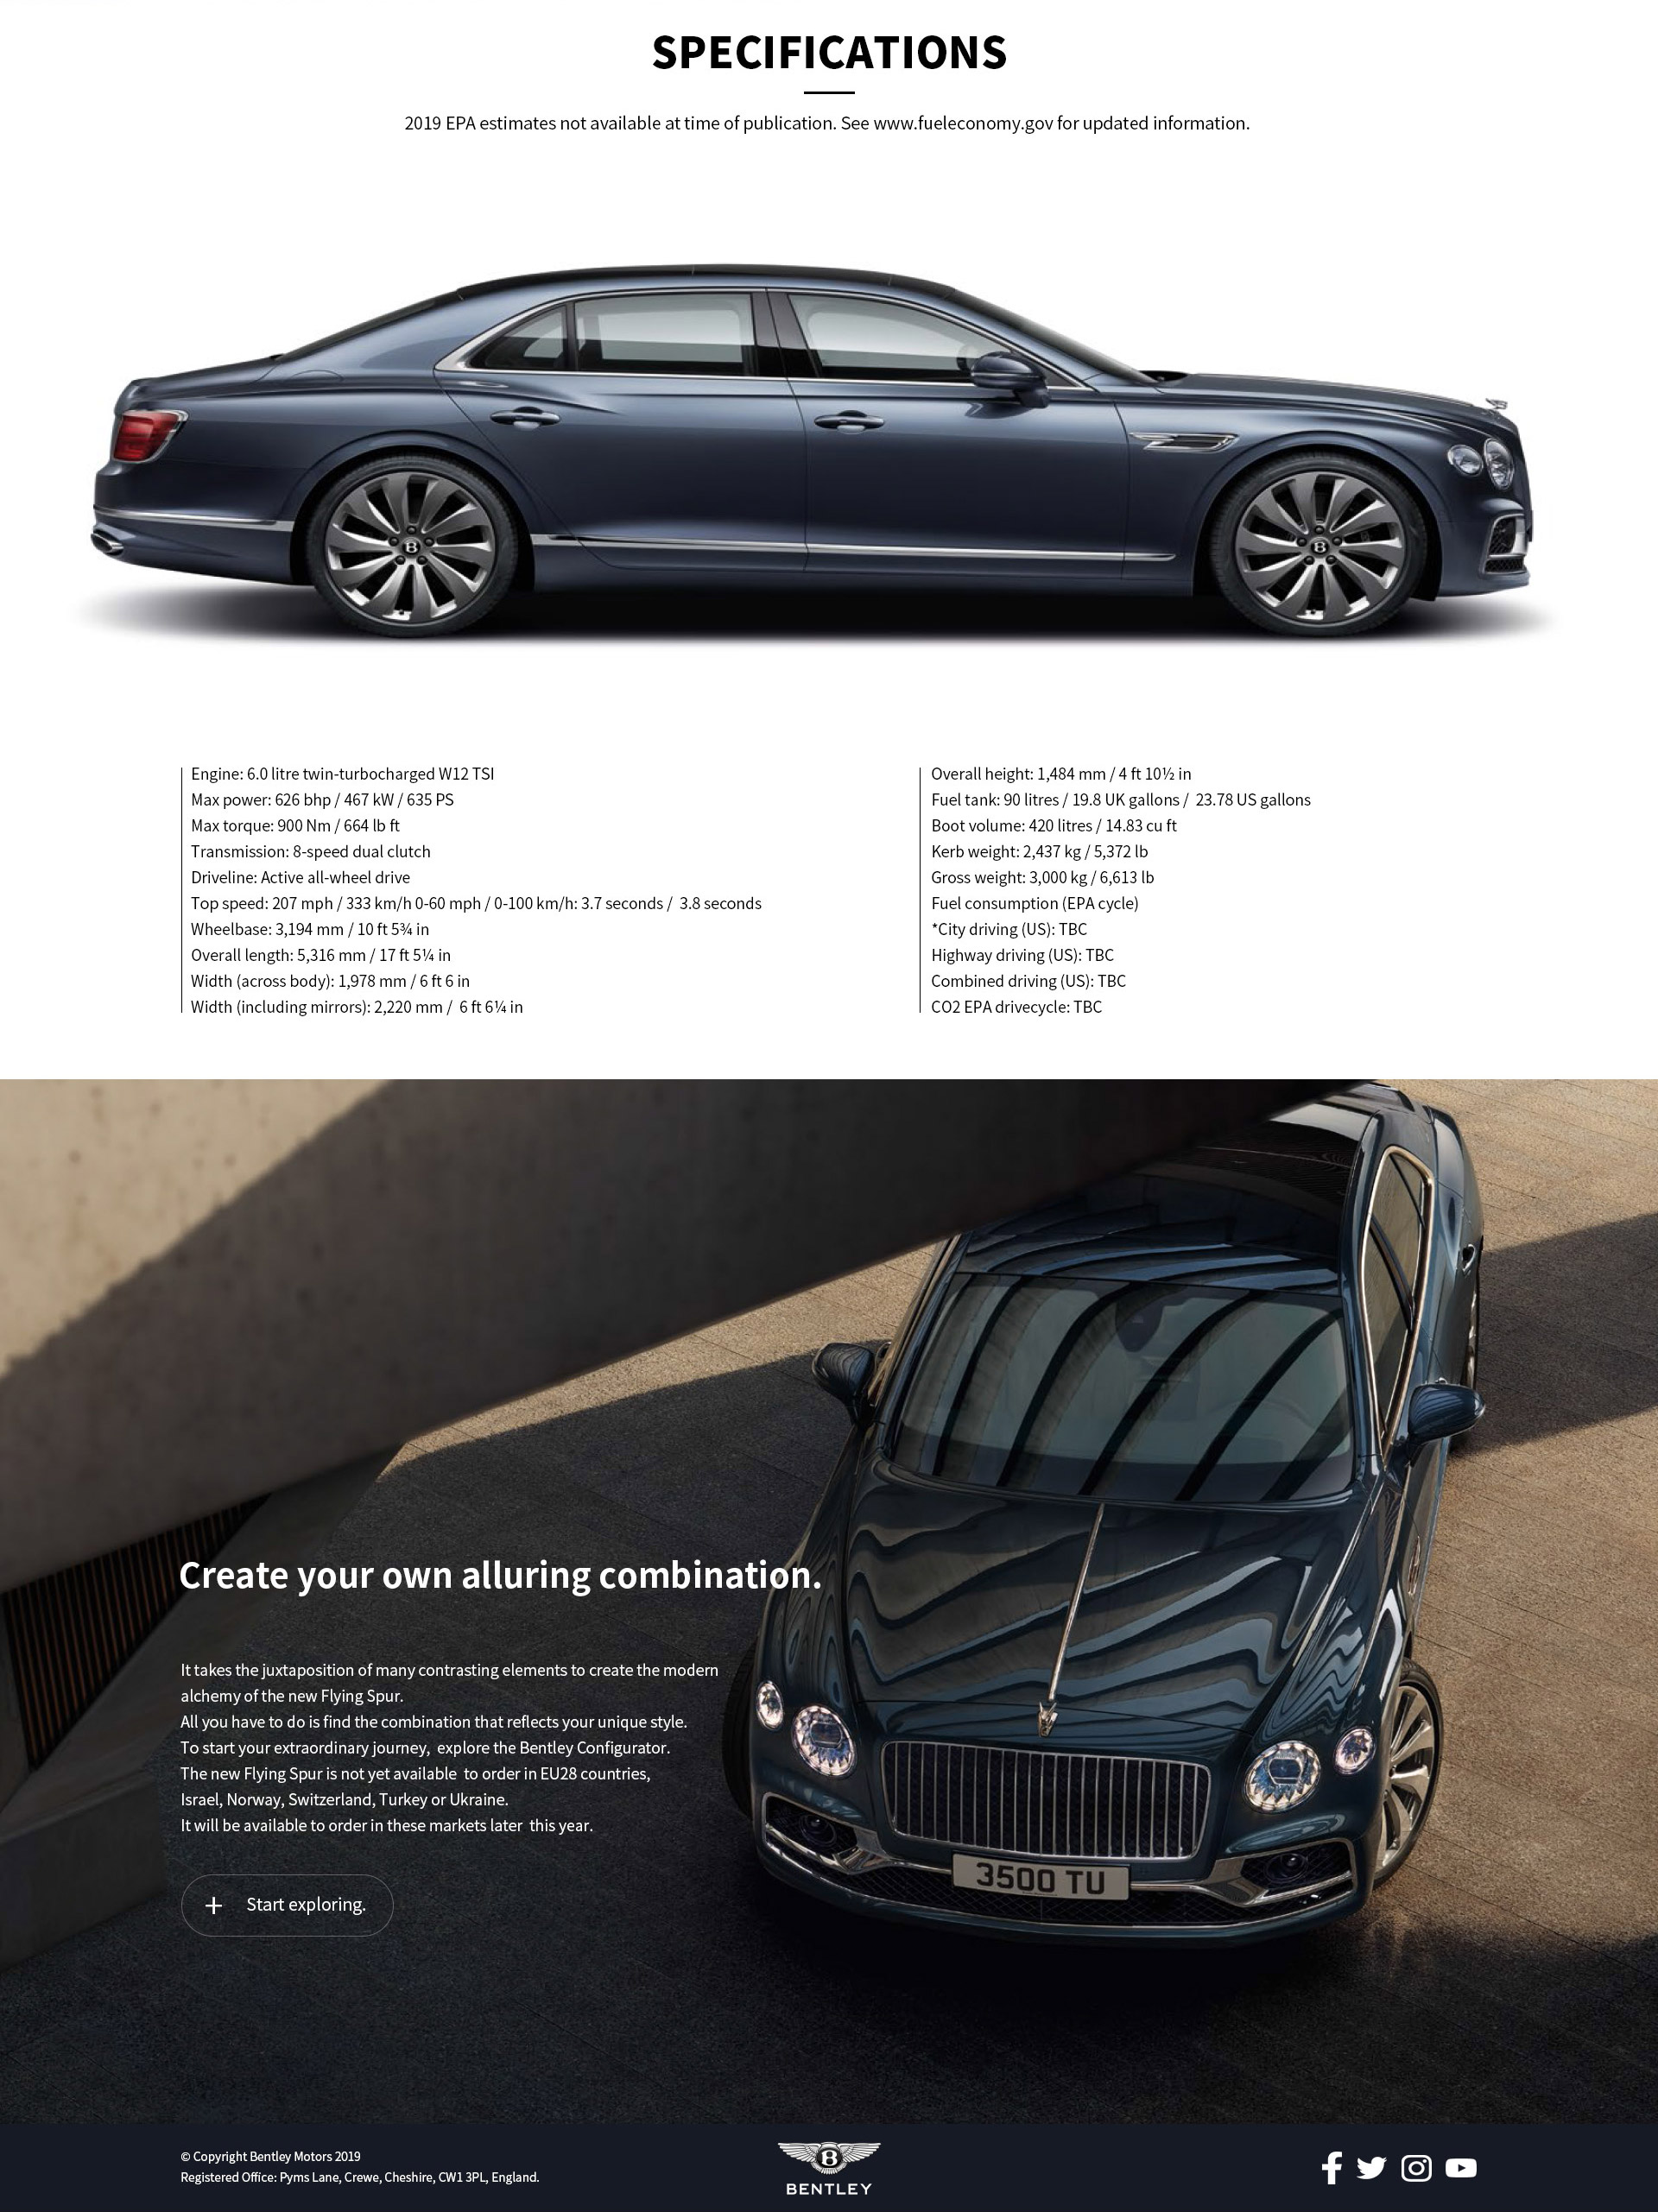 SPECIFICATIONS
2019 EPA estimates not available at time of publication. See www.fueleconomy.gov for updated information.
Engine: 6.0 litre twin-turbocharged W12 TSI
Max power: 626 bhp / 467 kW / 635 PS
Max torque: 900 Nm / 664 lb ft
Transmission: 8-speed dual clutch
Driveline: Active all-wheel drive
Top speed: 207 mph / 333 km/h 0-60 mph / 0-100 km/h: 3.7 seconds / 3.8 seconds
Wheelbase: 3,194 mm / 10 ft 5¾ in
Overall length: 5,316 mm / 17 ft 5¼ in
Width (across body): 1,978 mm / 6 ft 6 in
Width (including mirrors): 2,220 mm / 6 ft 6¼ in
Overall height: 1,484 mm / 4 ft 10½ in
Fuel tank: 90 litres / 19.8 UK gallons / 23.78 US gallons
Boot volume: 420 litres / 14.83 cu ft
Kerb weight: 2,437 kg / 5,372 lb
Gross weight: 3,000 kg / 6,613 lb
Fuel consumption (EPA cycle)
*City driving (US): TBC
Highway driving (US): TBC
Combined driving (US): TBC
CO2 EPA drivecycle: TBC
Create your own alluring combination.
It takes the juxtaposition of many contrasting elements to create the modern
alchemy of the new Flying Spur.
All you have to do is find the combination that reflects your unique style.
To start your extraordinary journey, explore the Bentley Configurator.
The new Flying Spur is not yet available to order in EU28 countries,
Israel, Norway, Switzerland, Turkey or Ukraine.
It will be available to order in these markets later this year.
+ Start exploring.
3500 TU
© Copyright Bentley Motors 2019
Registered Office: Pyms Lane, Crewe, Cheshire, CW1 3PL, England.
B
BENTLEY